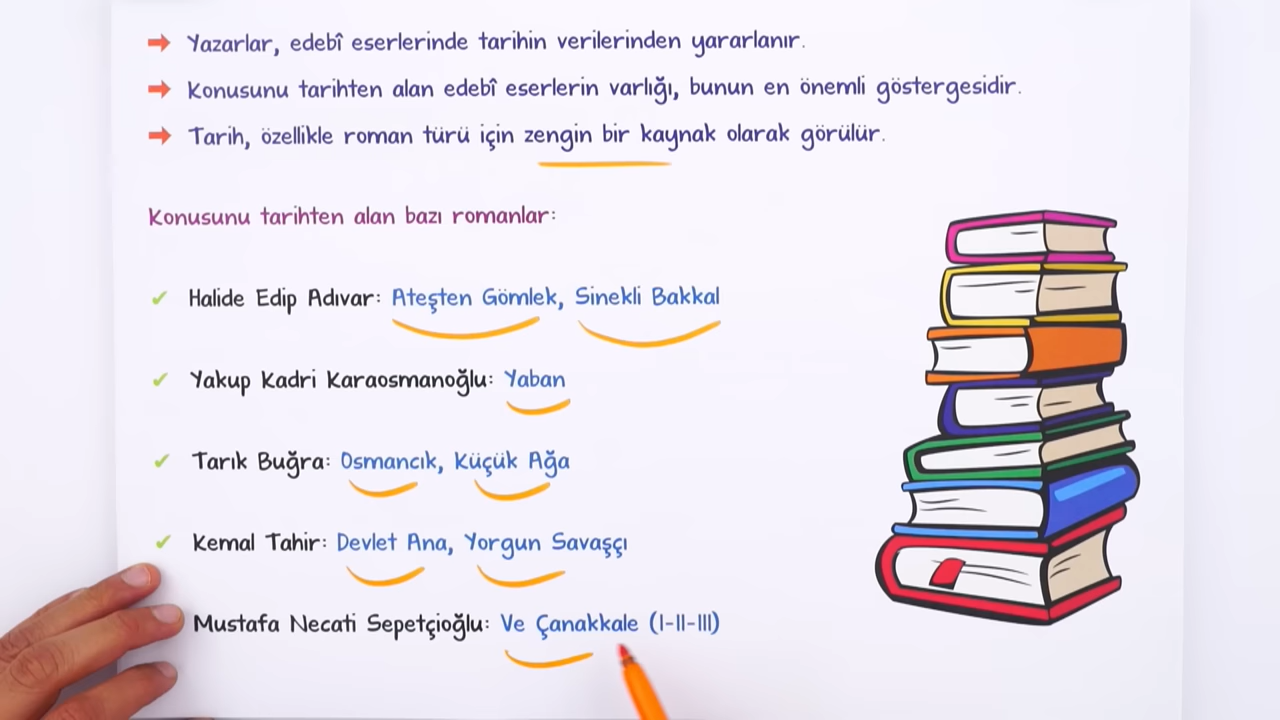 Yazarlar, edebî eserlerinde tarihin verilerinden yararlanır.
Konusunu tarihten alan edebî eserlerin varlığı, bunun en önemli göstergesidir.
Tarih, özellikle roman türü için zengin bir kaynak olarak görülür.
Konusunu tarihten alan bazı romanlar:
Halide Edip Adıvar: Ateşten Gömlek, Sinekli Bakkal
Yakup Kadri Karaosmanoğlu: Yaban
Tarık Buğra: Osmancık, Küçük Ağa
Kemal Tahir: Devlet Ana, Yorgun Savaşçı
Mustafa Necati Sepetçioğlu: Ve Çanakkale (I-II-III)